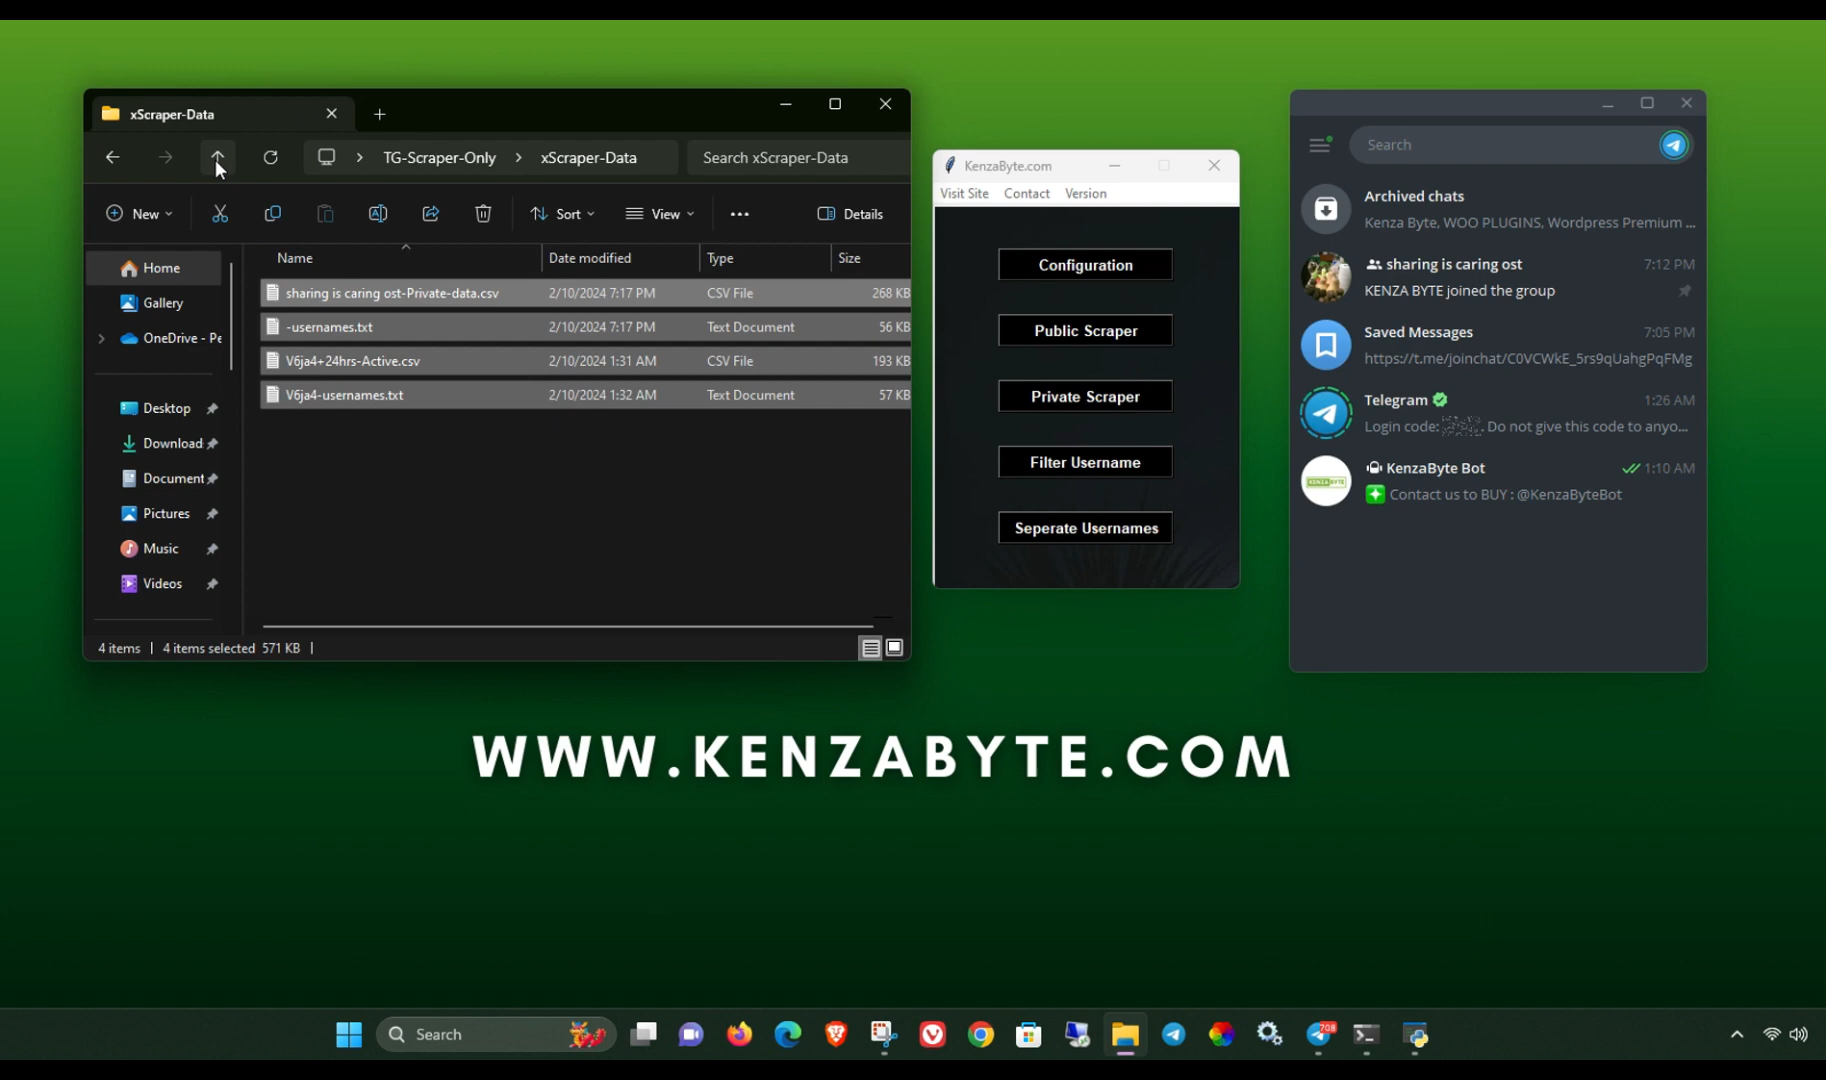 xScraper-Data
TG-Scraper-Only > xScraper-Data
Search xScraper-Data
New
Sort
View
Details
Home
Gallery
OneDrive - Pe
Desktop
Download
Document
Pictures
Music
Videos
Name Date modified Type Size
sharing is caring ost-Private-data.csv 2/10/2024 7:17 PM CSV File 268 KB
-usernames.txt 2/10/2024 7:17 PM Text Document 56 KB
V6ja4+24hrs-Active.csv 2/10/2024 1:31 AM CSV File 193 KB
V6ja4-usernames.txt 2/10/2024 1:32 AM Text Document 57 KB
4 items | 4 items selected 571 KB |
KenzaByte.com
Visit Site Contact Version
Configuration
Public Scraper
Private Scraper
Filter Username
Seperate Usernames
Search
Archived chats
Kenza Byte, WOO PLUGINS, Wordpress Premium ...
sharing is caring ost 7:12 PM
KENZA BYTE joined the group
Saved Messages 7:05 PM
https://t.me/joinchat/C0VCWkE_5rs9qUahgPqFMg
Telegram 1:26 AM
Login code: . Do not give this code to anyo...
KenzaByte Bot 1:10 AM
Contact us to BUY : @KenzaByteBot
WWW.KENZABYTE.COM
Search
708